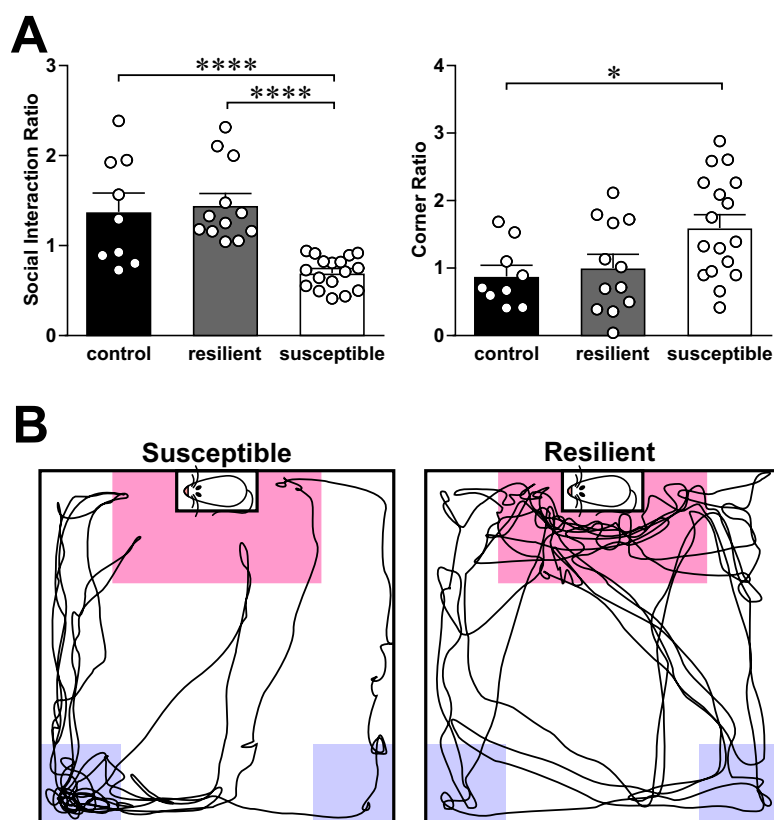 A
Social Interaction Ratio
3
2
1
0
****
****
control resilient susceptible
Corner Ratio
4
3
2
1
0
*
control resilient susceptible
B
Susceptible
Resilient